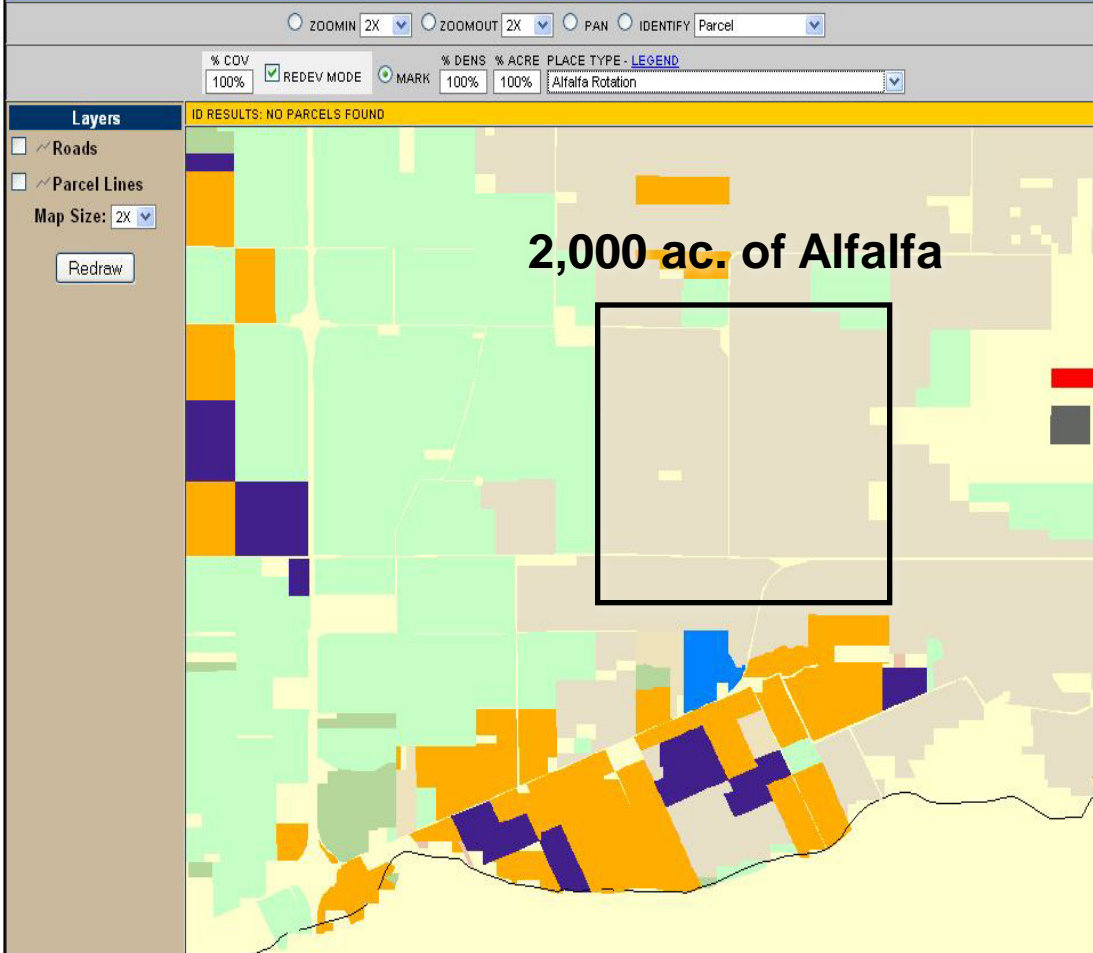 ZOOMIN 2X ZOOMOUT 2X PAN IDENTIFY Parcel
% COV % DENS % ACRE PLACE TYPE - LEGEND
100% REDEV MODE MARK 100% 100% Alfalfa Rotation
Layers
ID RESULTS: NO PARCELS FOUND
Roads
Parcel Lines
Map Size: 2X
Redraw
2,000 ac. of Alfalfa